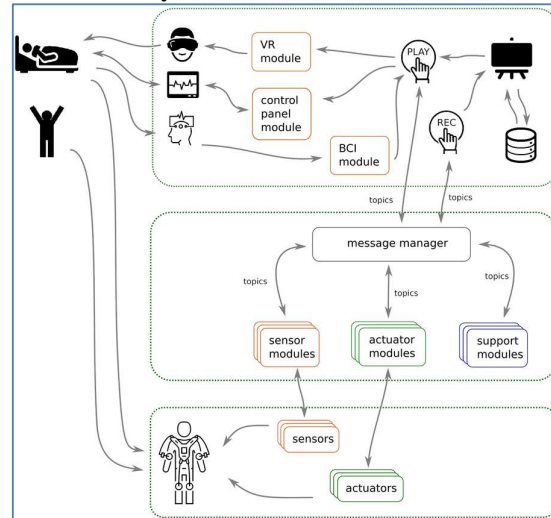 VR
module
PLAY
control
panel
module
REC
BCI
module
topics
topics
message manager
topics
topics
topics
sensor
modules
actuator
modules
support
modules
sensors
actuators